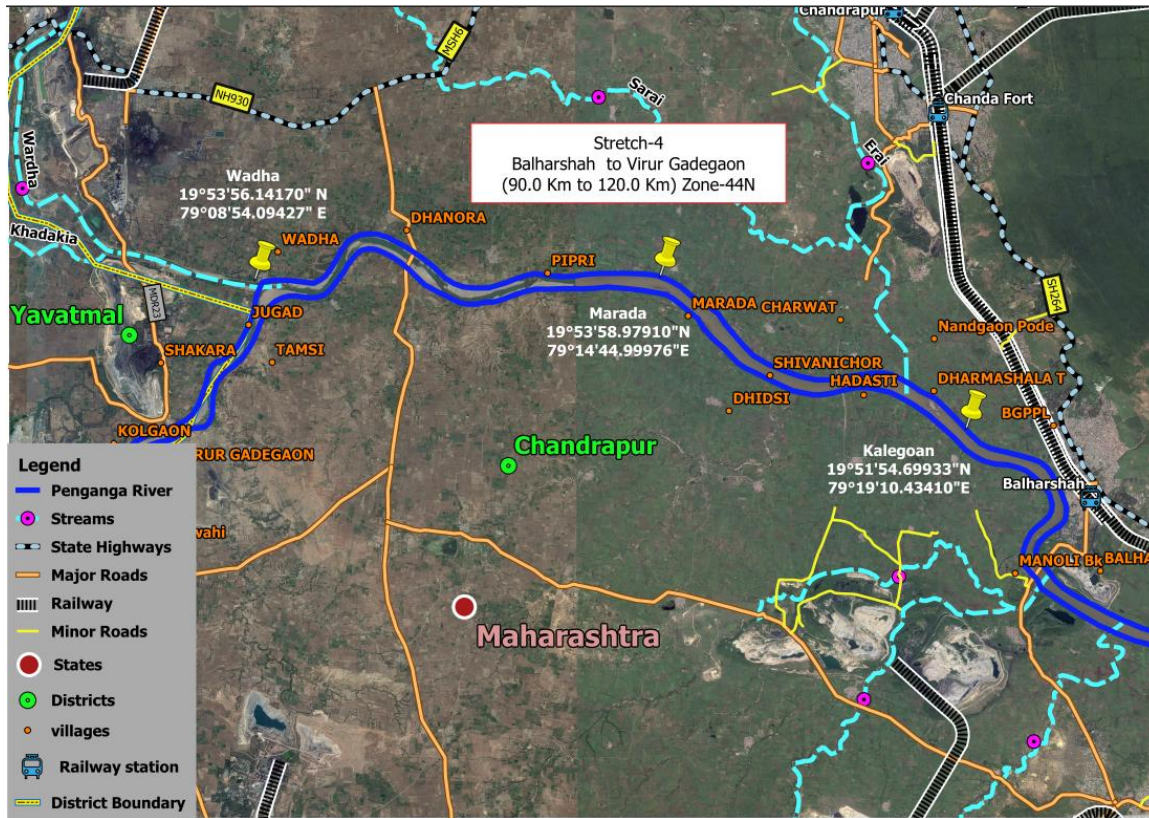 Chandrapur
MSH6
NH930
Sarai
Chanda Fort
Wardha
Erai
Stretch-4
Balharshah to Virur Gadegaon
(90.0 Km to 120.0 Km) Zone-44N
Wadha
19°53'56.14170" N
79°08'54.09427" E
Khadakia
WADHA
DHANORA
PIPRI
SH264
MDR23
JUGAD
Yavatmal
Marada
19°53'58.97910"N
79°14'44.99976"E
MARADA
CHARWAT
Nandgaon Pode
SHAKARA
TAMSI
SHIVANICHOR
HADASTI
DHARMASHALA T
DHIDSI
BGPPL
KOLGAON
RUR GADEGAON
Chandrapur
Kalegoan
19°51'54.69933"N
79°19'10.43410"E
Balharshah
wahi
MANOLI Bk
BALHA
Maharashtra
Legend
Penganga River
Streams
State Highways
Major Roads
Railway
Minor Roads
States
Districts
villages
Railway station
District Boundary